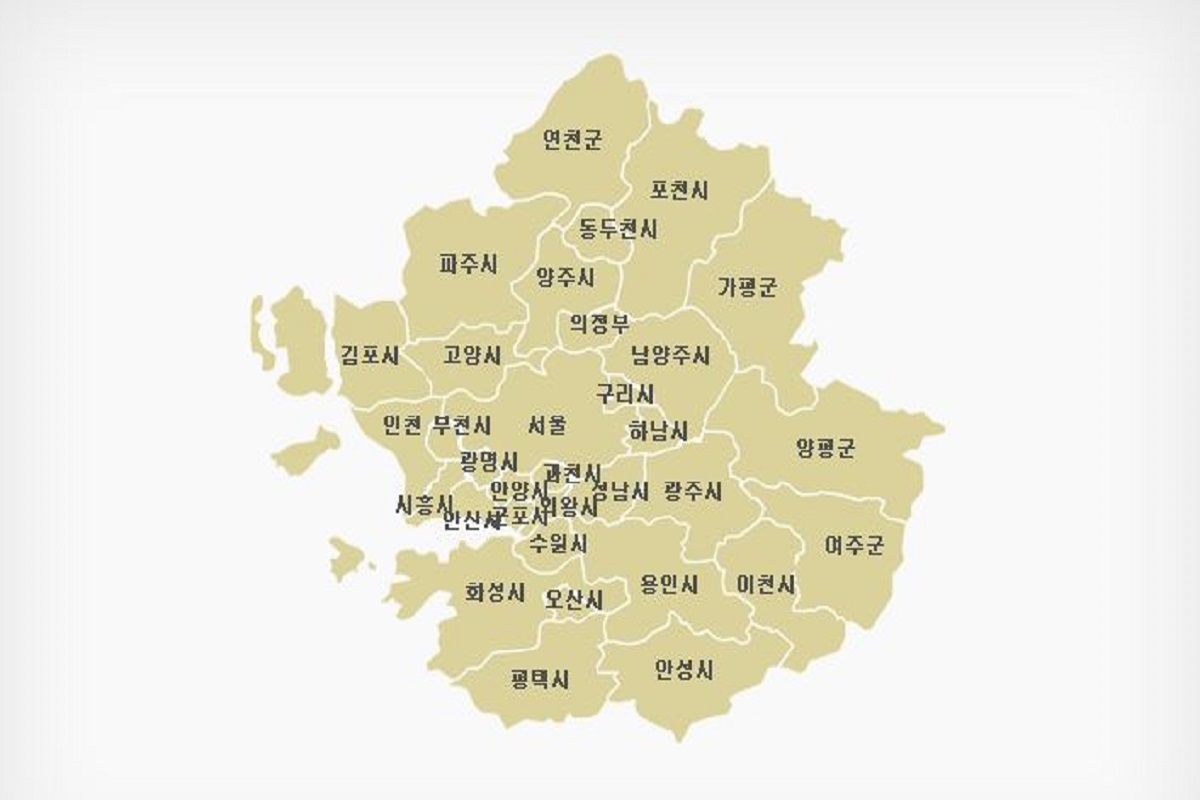 연천군
포천시
동두천시
파주시
양주시
가평군
의정부
김포시
고양시
남양주시
구리시
인천
부천시
서울
하남시
양평군
광명시
과천시
안양시
성남시
광주시
시흥시
의왕시
군포시
안산시
수원시
여주군
화성시
오산시
용인시
이천시
평택시
안성시